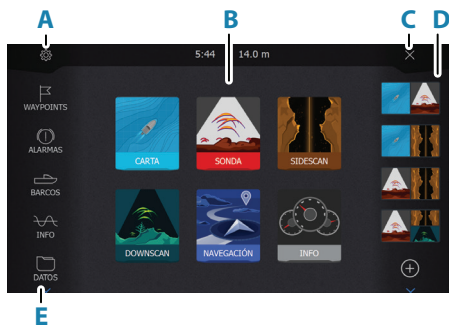 A
B
C
D
5:44
14.0 m
WAYPOINTS
ALARMAS
BARCOS
INFO
DATOS
CARTA
SONDA
SIDESCAN
DOWNSCAN
NAVEGACIÓN
INFO
E